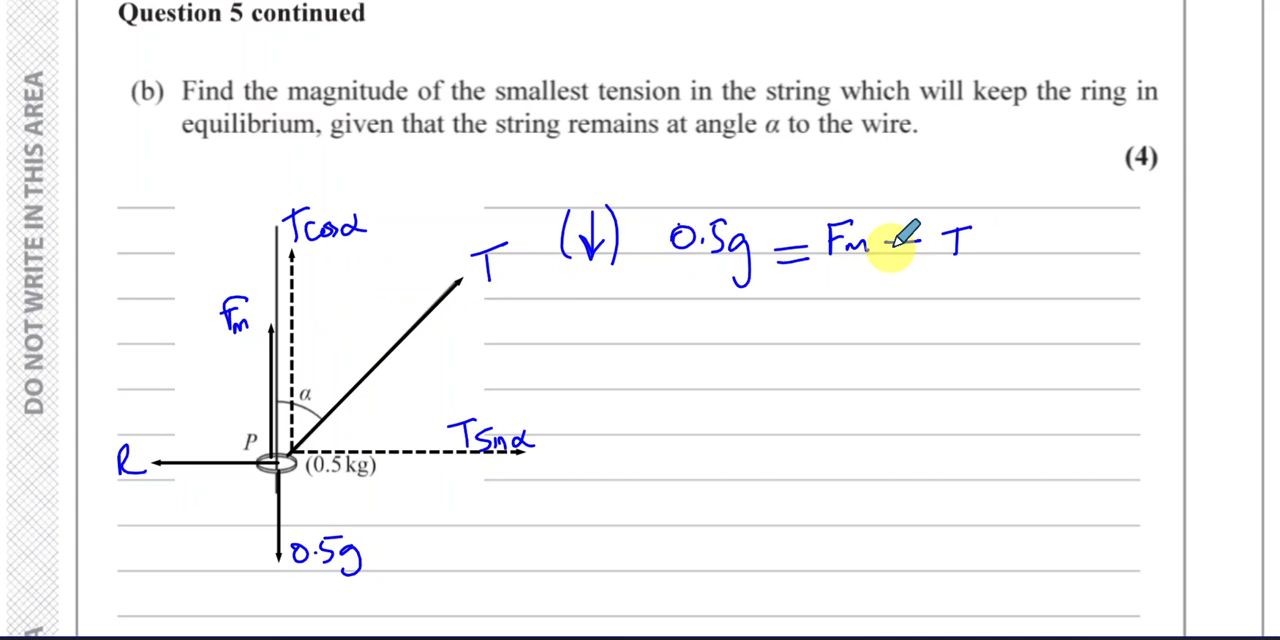 Question 5 continued
(b) Find the magnitude of the smallest tension in the string which will keep the ring in
equilibrium, given that the string remains at angle α to the wire.
(4)
DO NOT WRITE IN THIS AREA
Tcosα
T
(↓) 0.5g = Fm + T
Fm
α
P
Tsinα
R
(0.5 kg)
0.5g
A